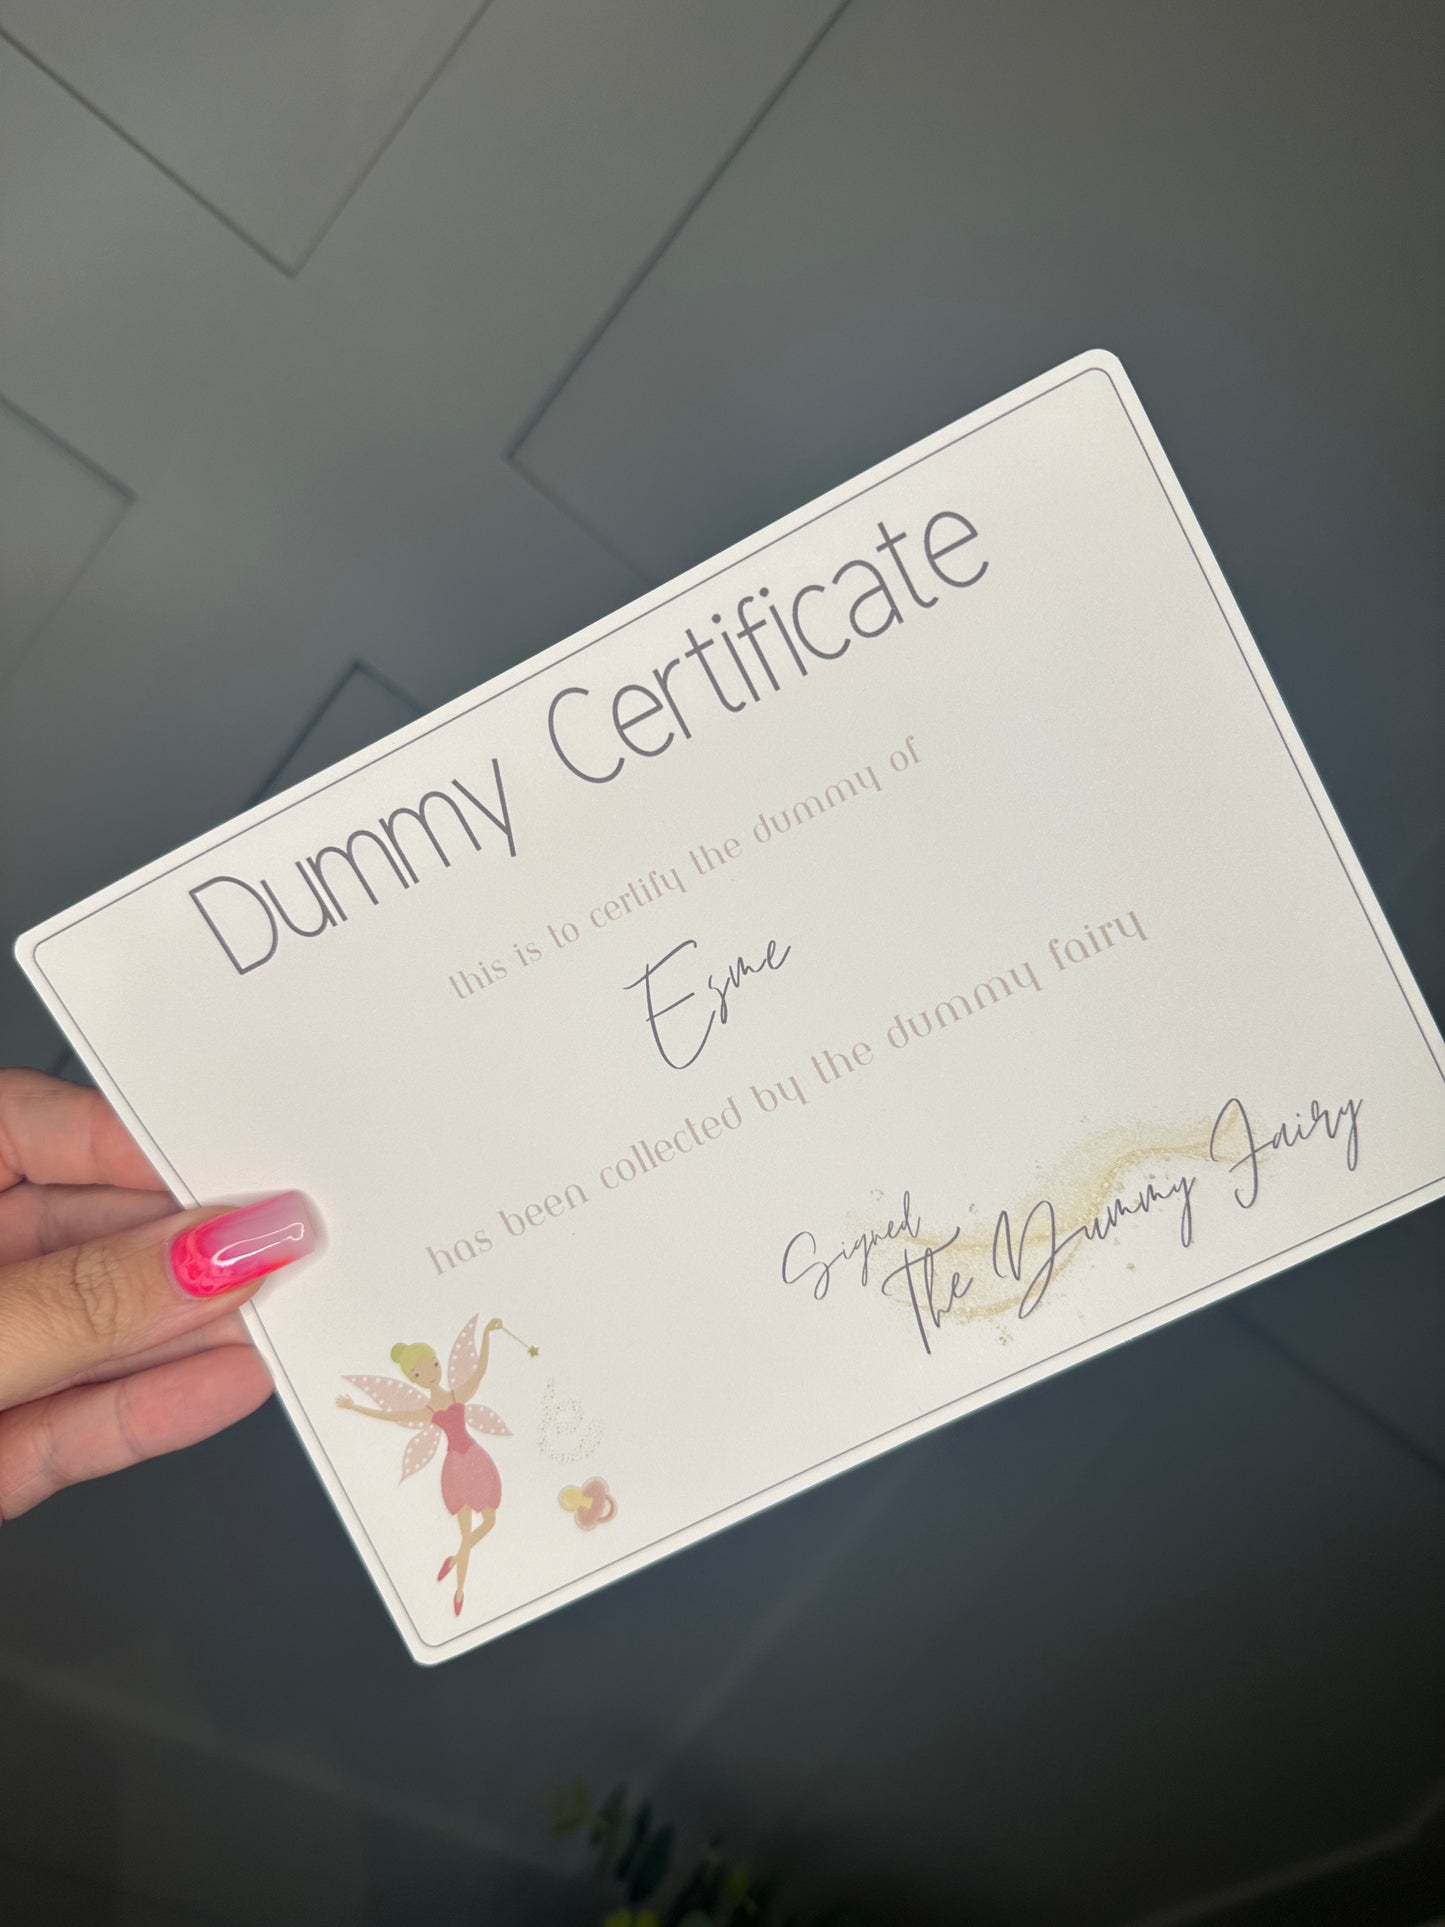 Dummy Certificate
this is to certify the dummy of
Esme
has been collected by the dummy fairy
Signed
The Dummy Fairy